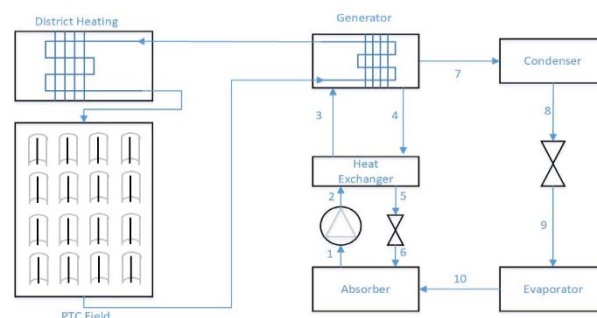 District Heating
Generator
7
Condenser
3
4
8
Heat
Exchanger
2
5
9
1
6
10
Absorber
Evaporator
PTC Field